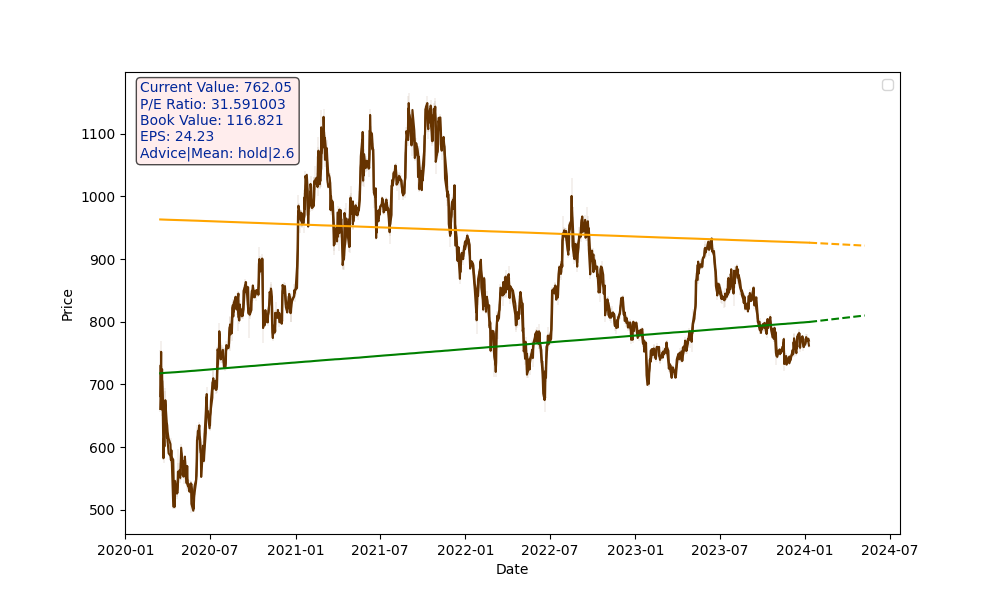 Current Value: 762.05
P/E Ratio: 31.591003
Book Value: 116.821
EPS: 24.23
Advice|Mean: hold|2.6
1100
1000
900
800
700
600
500
Price
2020-01 2020-07 2021-01 2021-07 2022-01 2022-07 2023-01 2023-07 2024-01 2024-07
Date